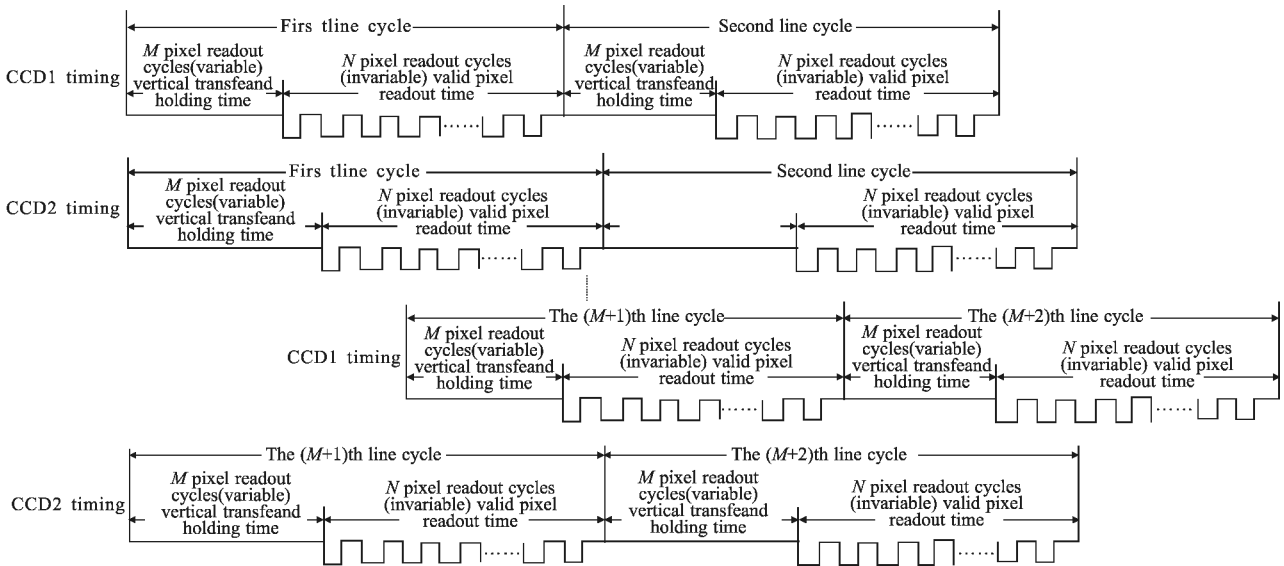 Firs tline cycle
Second line cycle
M pixel readout
cycles(variable)
vertical transfeand
holding time
N pixel readout cycles
(invariable) valid pixel
readout time
M pixel readout
cycles(variable)
vertical transfeand
holding time
N pixel readout cycles
(invariable) valid pixel
readout time
CCD1 timing
......
......
Firs tline cycle
Second line cycle
M pixel readout
cycles(variable)
vertical transfeand
holding time
N pixel readout cycles
(invariable) valid pixel
readout time
N pixel readout cycles
(invariable) valid pixel
readout time
CCD2 timing
......
......
The (M+1)th line cycle
The (M+2)th line cycle
M pixel readout
cycles(variable)
vertical transfeand
holding time
N pixel readout cycles
(invariable) valid pixel
readout time
M pixel readout
cycles(variable)
vertical transfeand
holding time
N pixel readout cycles
(invariable) valid pixel
readout time
CCD1 timing
......
......
The (M+1)th line cycle
The (M+2)th line cycle
M pixel readout
cycles(variable)
vertical transfeand
holding time
N pixel readout cycles
(invariable) valid pixel
readout time
M pixel readout
cycles(variable)
vertical transfeand
holding time
N pixel readout cycles
(invariable) valid pixel
readout time
CCD2 timing
......
......